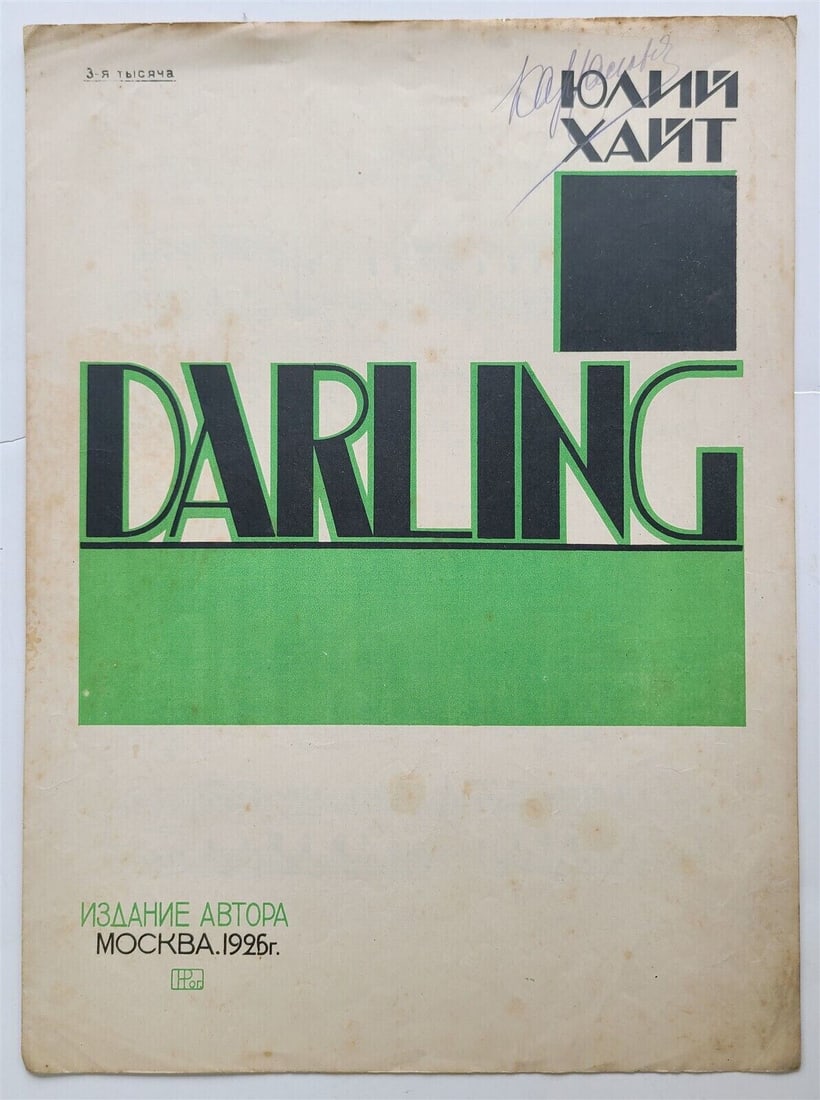 3-я тысяча
ЮЛИЙ
ХАЙТ
DARLING
ИЗДАНИЕ АВТОРА
МОСКВА.1926г.